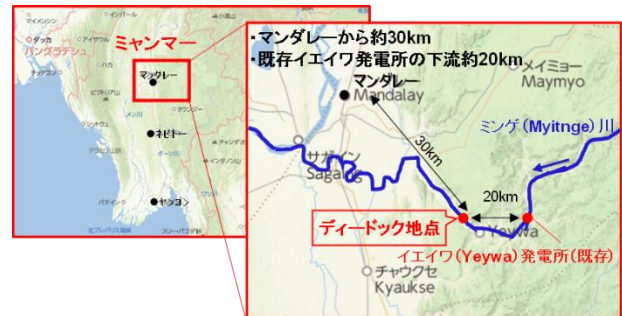 ミャンマー
ダッカ
バングラデシュ
マンダレー
ネピドー
ヤンゴン
・マンダレーから約30km
・既存イエイワ発電所の下流約20km
マンダレー
Mandalay
メイミョー
Maymyo
ミンゲ(Myitnge)川
サガイン
Sagaing
30km
20km
ディードック地点
Yeywa
イエイワ(Yeywa)発電所(既存)
チャウクセ
Kyaukse